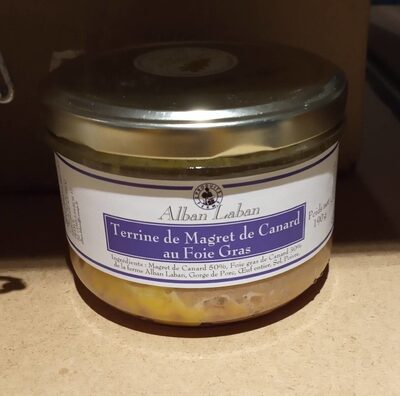 Alban Laban
Terrine de Magret de Canard
au Foie Gras
Ingrédients : Magret de Canard 50%, Foie gras de Canard 30%
de la ferme Alban Laban, Gorge de Porc, Œuf entier, Sel, Poivre.
Poids net
190g